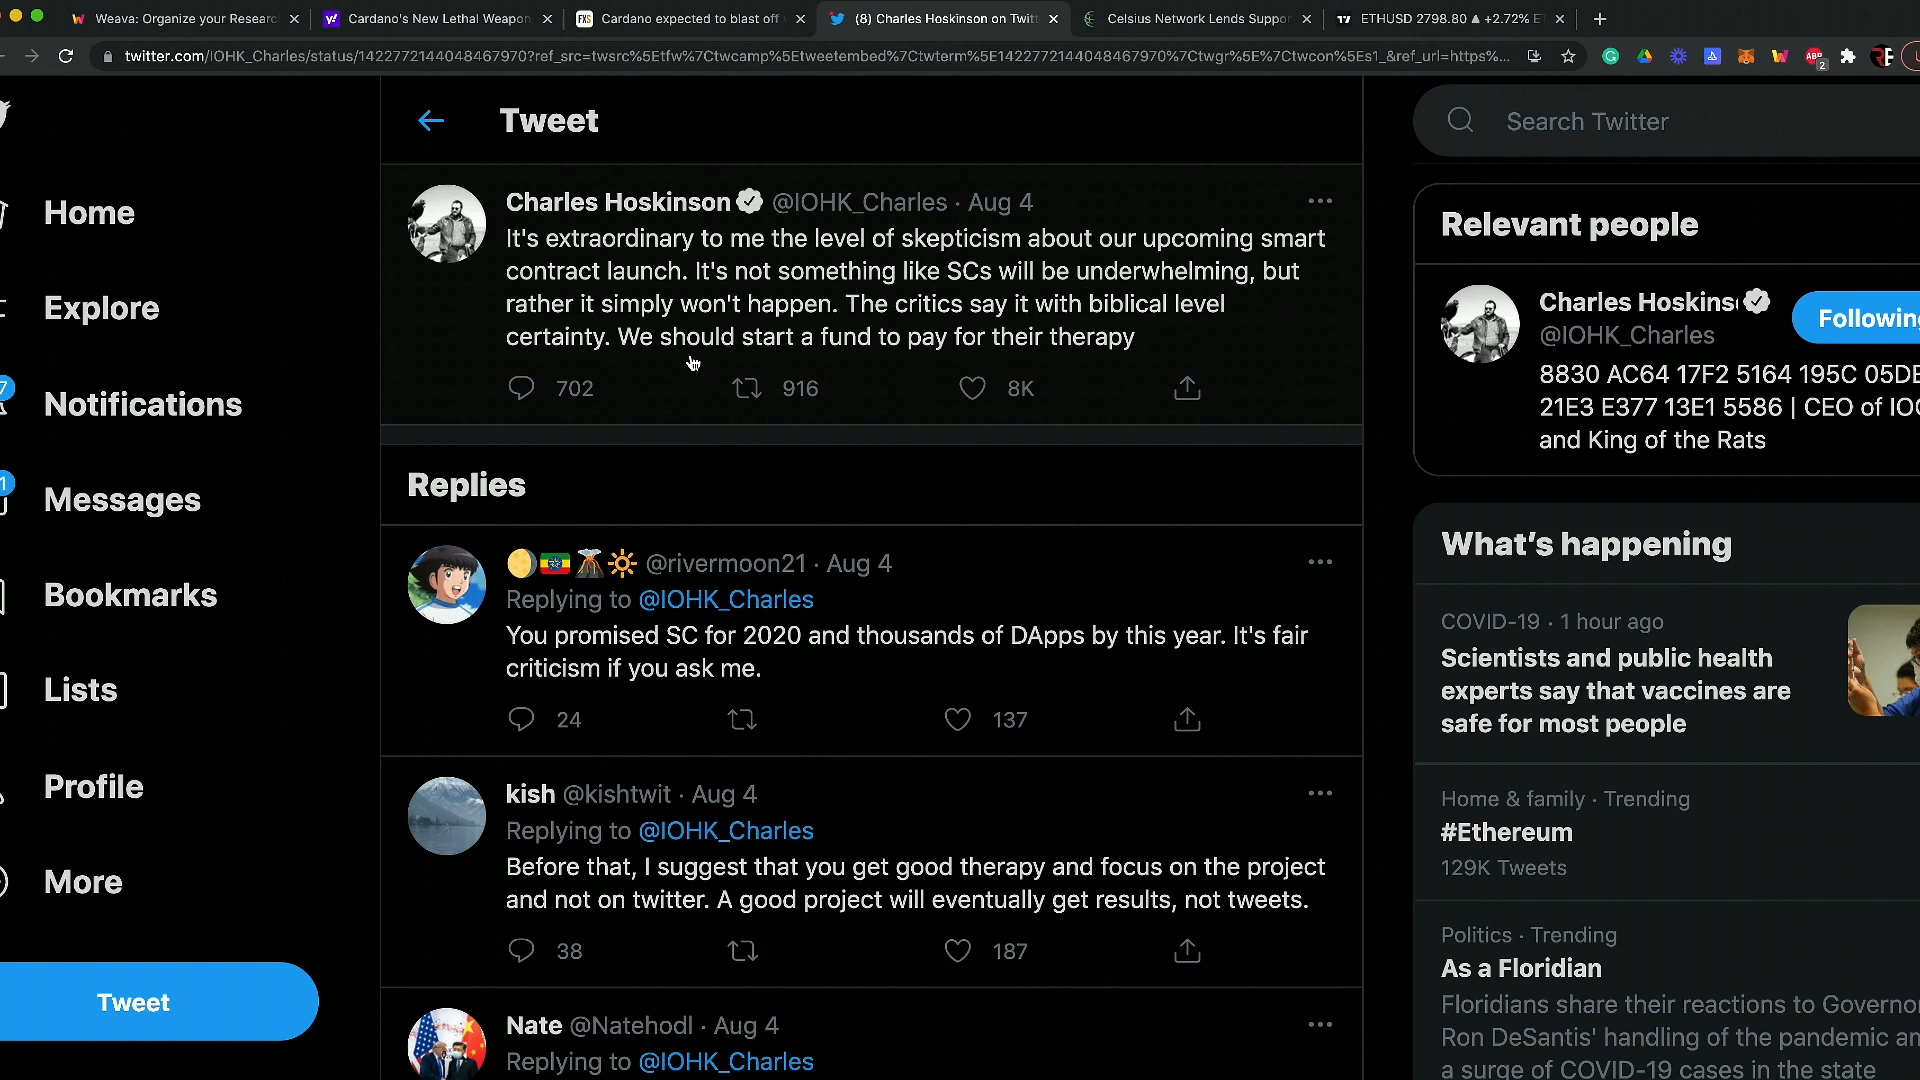 Weava: Organize your Researc
Cardano's New Lethal Weapon
Cardano expected to blast off
(8) Charles Hoskinson on Twitt
Celsius Network Lends Suppor
ETHUSD 2798.80 ▲ +2.72% E
twitter.com/IOHK_Charles/status/1422772144048467970?ref_src=twsrc%5Etfw%7Ctwcamp%5Etweetembed%7Ctwterm%5E1422772144048467970%7Ctwgr%5E%7Ctwcon%5Es1_&ref_url=https%...
Home
Explore
Notifications
Messages
Bookmarks
Lists
Profile
More
Tweet
Tweet
Charles Hoskinson @IOHK_Charles · Aug 4
It's extraordinary to me the level of skepticism about our upcoming smart
contract launch. It's not something like SCs will be underwhelming, but
rather it simply won't happen. The critics say it with biblical level
certainty. We should start a fund to pay for their therapy
702 916 8K
Replies
@rivermoon21 · Aug 4
Replying to @IOHK_Charles
You promised SC for 2020 and thousands of DApps by this year. It's fair
criticism if you ask me.
24 137
kish @kishtwit · Aug 4
Replying to @IOHK_Charles
Before that, I suggest that you get good therapy and focus on the project
and not on twitter. A good project will eventually get results, not tweets.
38 187
Nate @Natehodl · Aug 4
Replying to @IOHK_Charles
Search Twitter
Relevant people
Charles Hoskins
@IOHK_Charles
Following
8830 AC64 17F2 5164 195C 05DE
21E3 E377 13E1 5586 | CEO of IO
and King of the Rats
What's happening
COVID-19 · 1 hour ago
Scientists and public health
experts say that vaccines are
safe for most people
Home & family · Trending
#Ethereum
129K Tweets
Politics · Trending
As a Floridian
Floridians share their reactions to Governo
Ron DeSantis' handling of the pandemic an
a surge of COVID-19 cases in the state